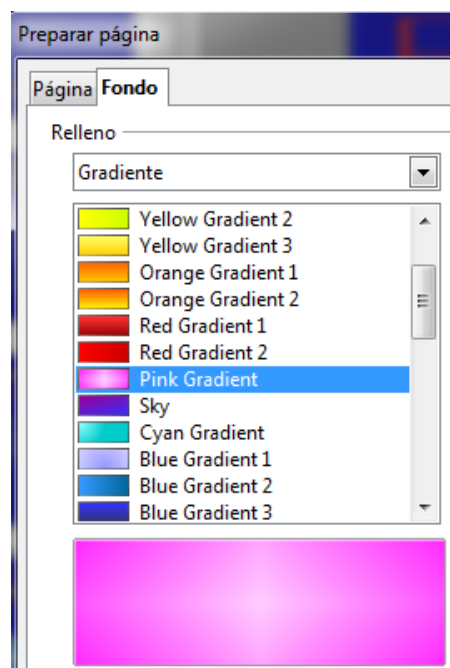 Preparar página
Página Fondo
Relleno
Gradiente
Yellow Gradient 2
Yellow Gradient 3
Orange Gradient 1
Orange Gradient 2
Red Gradient 1
Red Gradient 2
Pink Gradient
Sky
Cyan Gradient
Blue Gradient 1
Blue Gradient 2
Blue Gradient 3